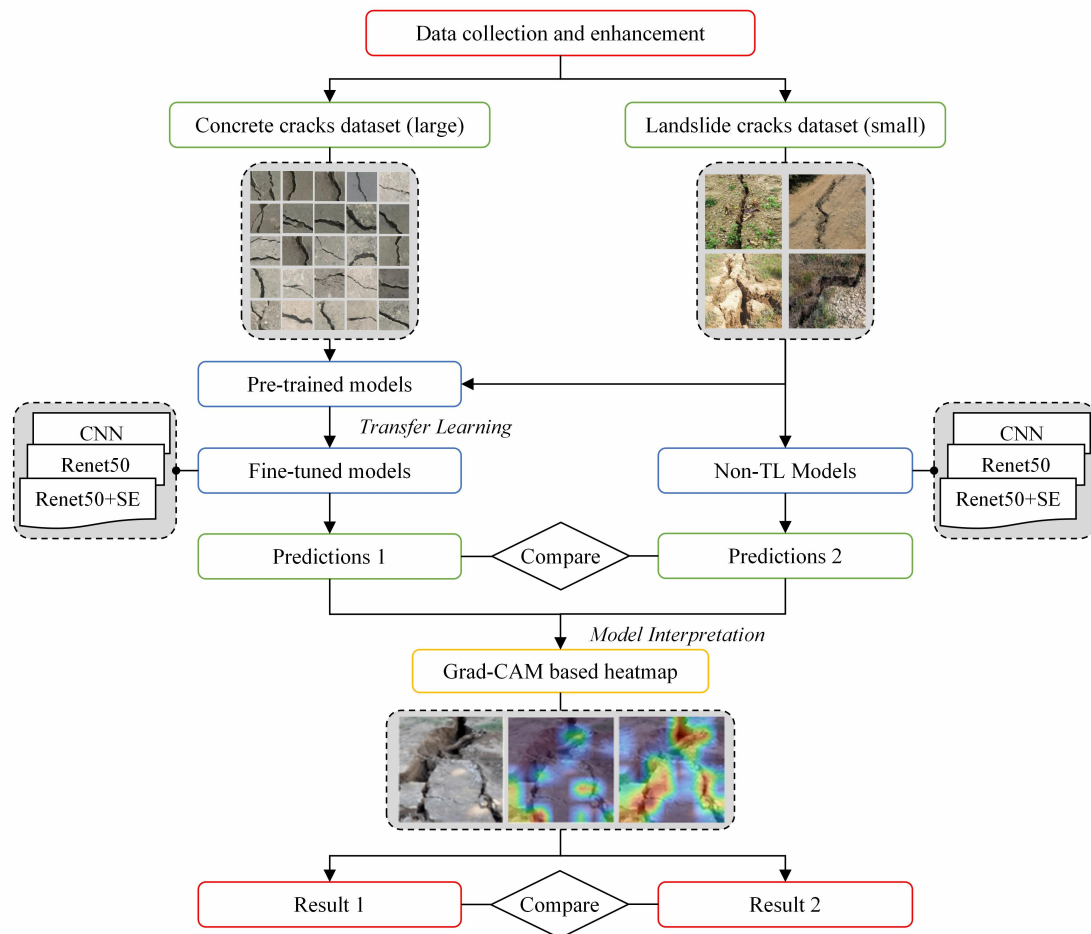 Data collection and enhancement
Concrete cracks dataset (large)
Landslide cracks dataset (small)
Pre-trained models
Transfer Learning
CNN
Renet50
Renet50+SE
Fine-tuned models
Non-TL Models
CNN
Renet50
Renet50+SE
Predictions 1
Compare
Predictions 2
Model Interpretation
Grad-CAM based heatmap
Result 1
Compare
Result 2